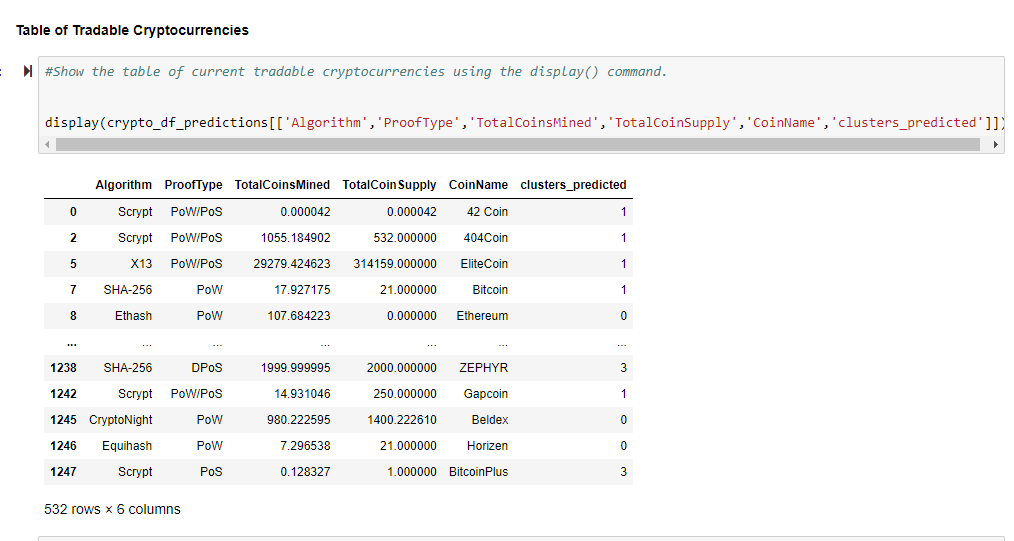 Table of Tradable Cryptocurrencies
:
#Show the table of current tradable cryptocurrencies using the display() command.
display(crypto_df_predictions[['Algorithm','ProofType','TotalCoinsMined','TotalCoinSupply','CoinName','clusters_predicted']])
Algorithm ProofType TotalCoinsMined TotalCoinSupply CoinName clusters_predicted
0 Scrypt PoW/PoS 0.000042 0.000042 42 Coin 1
2 Scrypt PoW/PoS 1055.184902 532.000000 404Coin 1
5 X13 PoW/PoS 29279.424623 314159.000000 EliteCoin 1
7 SHA-256 PoW 17.927175 21.000000 Bitcoin 1
8 Ethash PoW 107.684223 0.000000 Ethereum 0
... ... ... ... ... ... ...
1238 SHA-256 DPoS 1999.999995 2000.000000 ZEPHYR 3
1242 Scrypt PoW/PoS 14.931046 250.000000 Gapcoin 1
1245 CryptoNight PoW 980.222595 1400.222610 Beldex 0
1246 Equihash PoW 7.296538 21.000000 Horizen 0
1247 Scrypt PoS 0.128327 1.000000 BitcoinPlus 3
532 rows × 6 columns